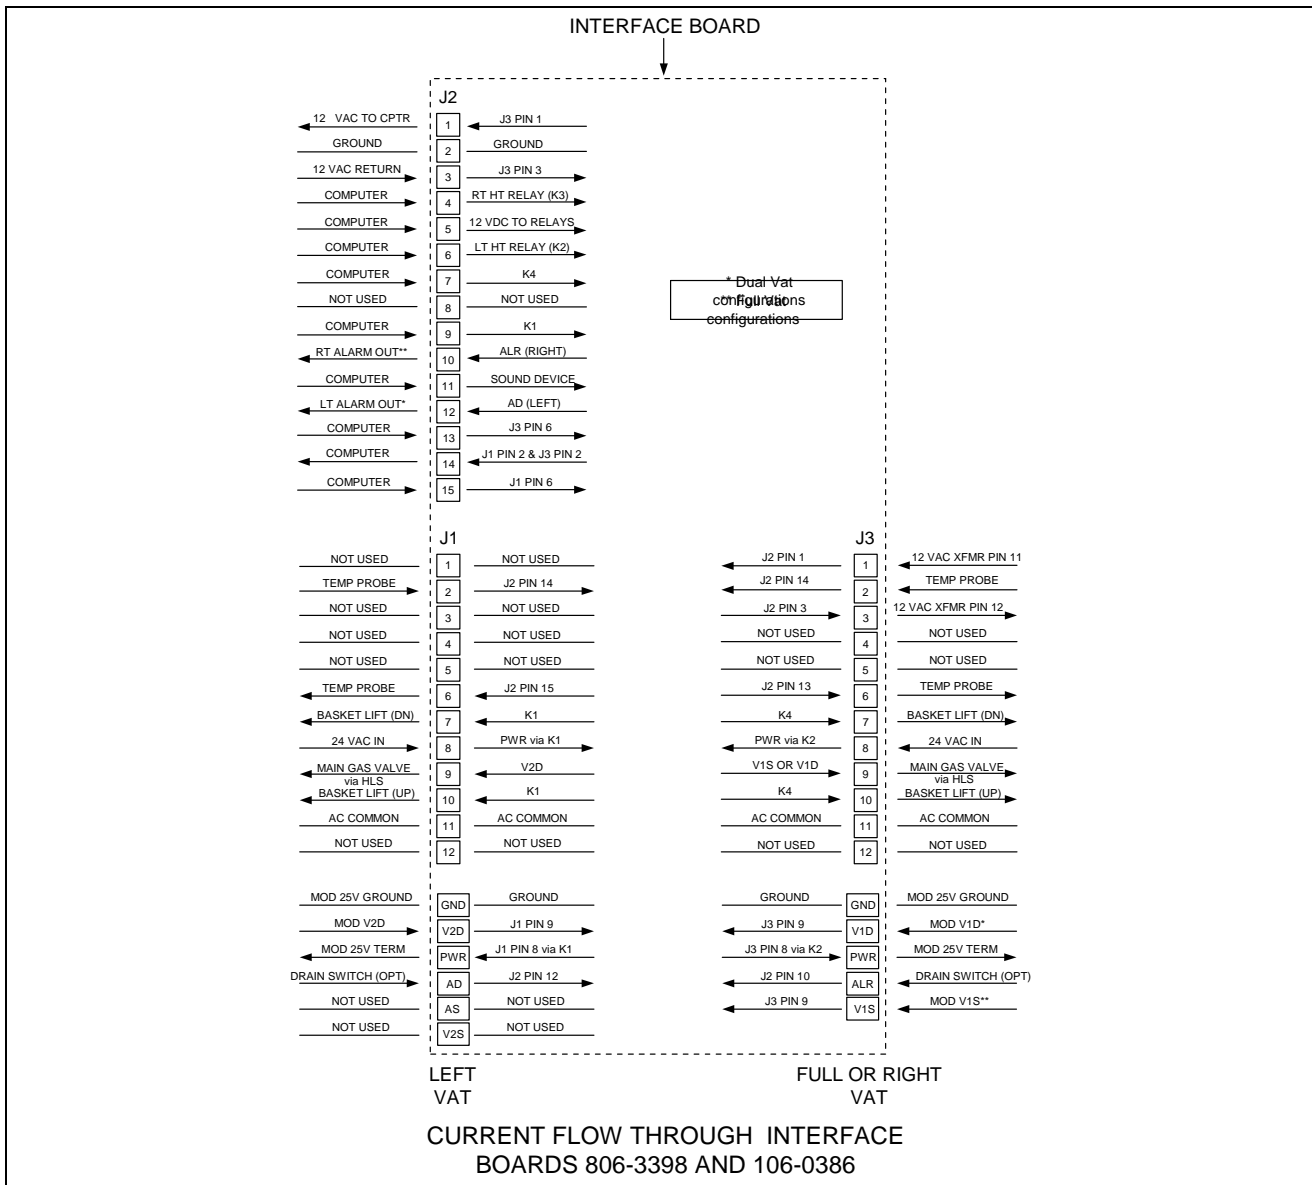 INTERFACE BOARD
J2
12 VAC TO CPTR 1 J3 PIN 1
GROUND 2 GROUND
12 VAC RETURN 3 J3 PIN 3
COMPUTER 4 RT HT RELAY (K3)
COMPUTER 5 12 VDC TO RELAYS
COMPUTER 6 LT HT RELAY (K2)
COMPUTER 7 K4
NOT USED 8 NOT USED
COMPUTER 9 K1
RT ALARM OUT** 10 ALR (RIGHT)
COMPUTER 11 SOUND DEVICE
LT ALARM OUT* 12 AD (LEFT)
COMPUTER 13 J3 PIN 6
COMPUTER 14 J1 PIN 2 & J3 PIN 2
COMPUTER 15 J1 PIN 6
* Dual Vat
configurations
** Full Vat
configurations
J1
NOT USED 1 NOT USED
TEMP PROBE 2 J2 PIN 14
NOT USED 3 NOT USED
NOT USED 4 NOT USED
NOT USED 5 NOT USED
TEMP PROBE 6 J2 PIN 15
BASKET LIFT (DN) 7 K1
24 VAC IN 8 PWR via K1
MAIN GAS VALVE 9 V2D
via HLS
BASKET LIFT (UP) 10 K1
AC COMMON 11 AC COMMON
NOT USED 12 NOT USED
MOD 25V GROUND GND GROUND
MOD V2D V2D J1 PIN 9
MOD 25V TERM PWR J1 PIN 8 via K1
DRAIN SWITCH (OPT) AD J2 PIN 12
NOT USED AS NOT USED
NOT USED V2S NOT USED
LEFT
VAT
J3
J2 PIN 1 1 12 VAC XFMR PIN 11
J2 PIN 14 2 TEMP PROBE
J2 PIN 3 3 12 VAC XFMR PIN 12
NOT USED 4 NOT USED
NOT USED 5 NOT USED
J2 PIN 13 6 TEMP PROBE
K4 7 BASKET LIFT (DN)
PWR via K2 8 24 VAC IN
V1S OR V1D 9 MAIN GAS VALVE
via HLS
K4 10 BASKET LIFT (UP)
AC COMMON 11 AC COMMON
NOT USED 12 NOT USED
GROUND GND MOD 25V GROUND
J3 PIN 9 V1D MOD V1D*
J3 PIN 8 via K2 PWR MOD 25V TERM
J2 PIN 10 ALR DRAIN SWITCH (OPT)
J3 PIN 9 V1S MOD V1S**
FULL OR RIGHT
VAT
CURRENT FLOW THROUGH INTERFACE
BOARDS 806-3398 AND 106-0386